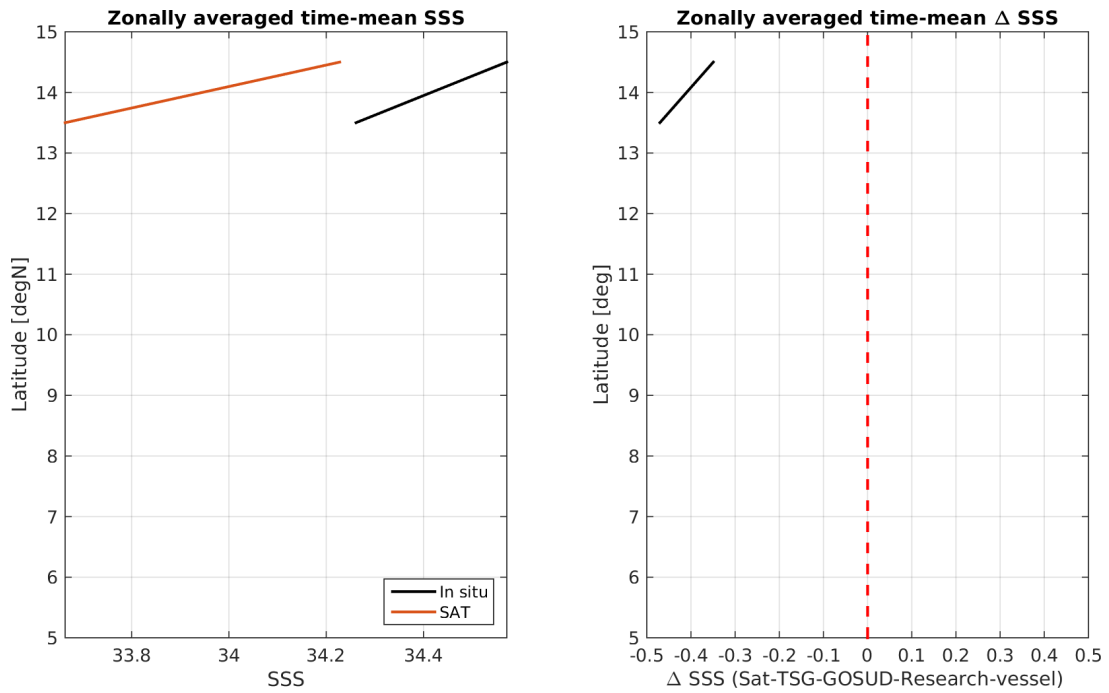 Zonally averaged time-mean SSS
15
14
13
12
11
10
9
8
7
6
5
Latitude [degN]
In situ
SAT
33.8 34 34.2 34.4
SSS
Zonally averaged time-mean Δ SSS
15
14
13
12
11
10
9
8
7
6
5
Latitude [deg]
-0.5 -0.4 -0.3 -0.2 -0.1 0 0.1 0.2 0.3 0.4 0.5
Δ SSS (Sat-TSG-GOSUD-Research-vessel)